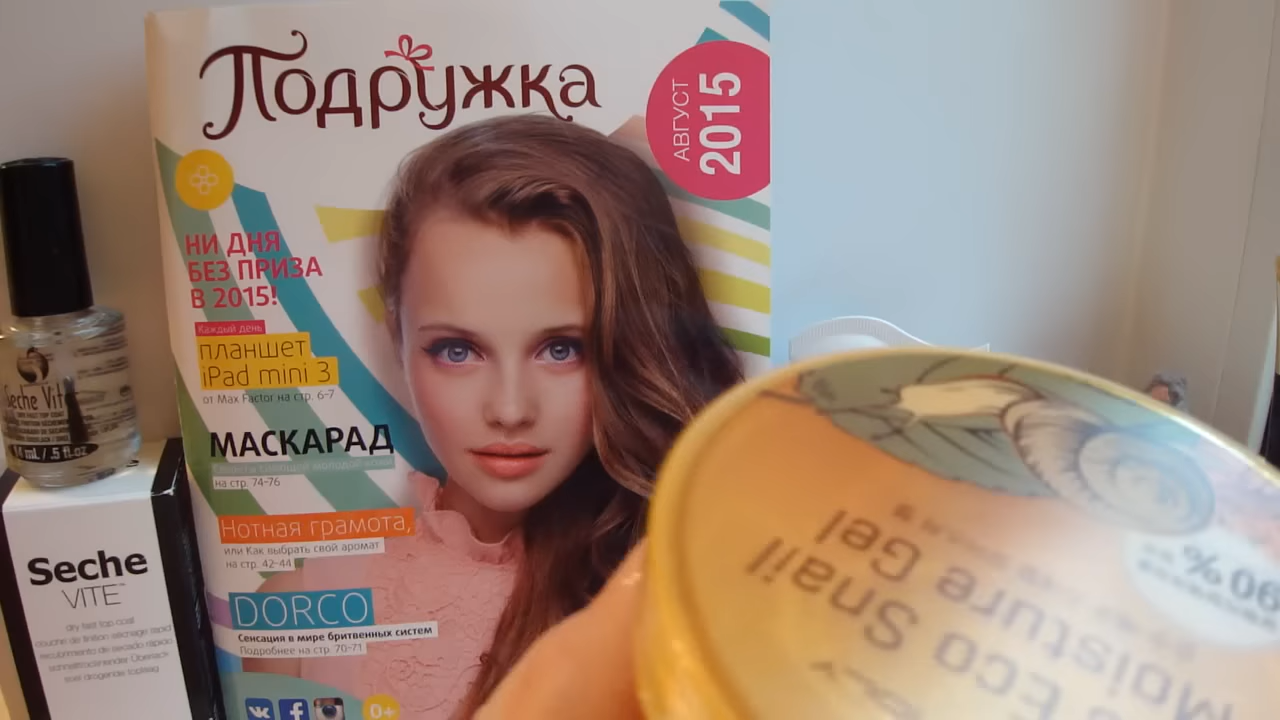 Подружка
АВГУСТ
2015
НИ ДНЯ
БЕЗ ПРИЗА
В 2015!
Каждый день
планшет
iPad mini 3
от Max Factor на стр. 6-7
МАСКАРАД
на стр. 74-76
Нотная грамота,
или Как выбрать свой аромат
на стр. 42-44
DORCO
Сенсация в мире бритвенных систем
Подробнее на стр. 70-71
0+
Seche Vit
.5 fl.oz
Seche
VITE™
dry fast top coat
Eco Snail
Moisture Gel
90%